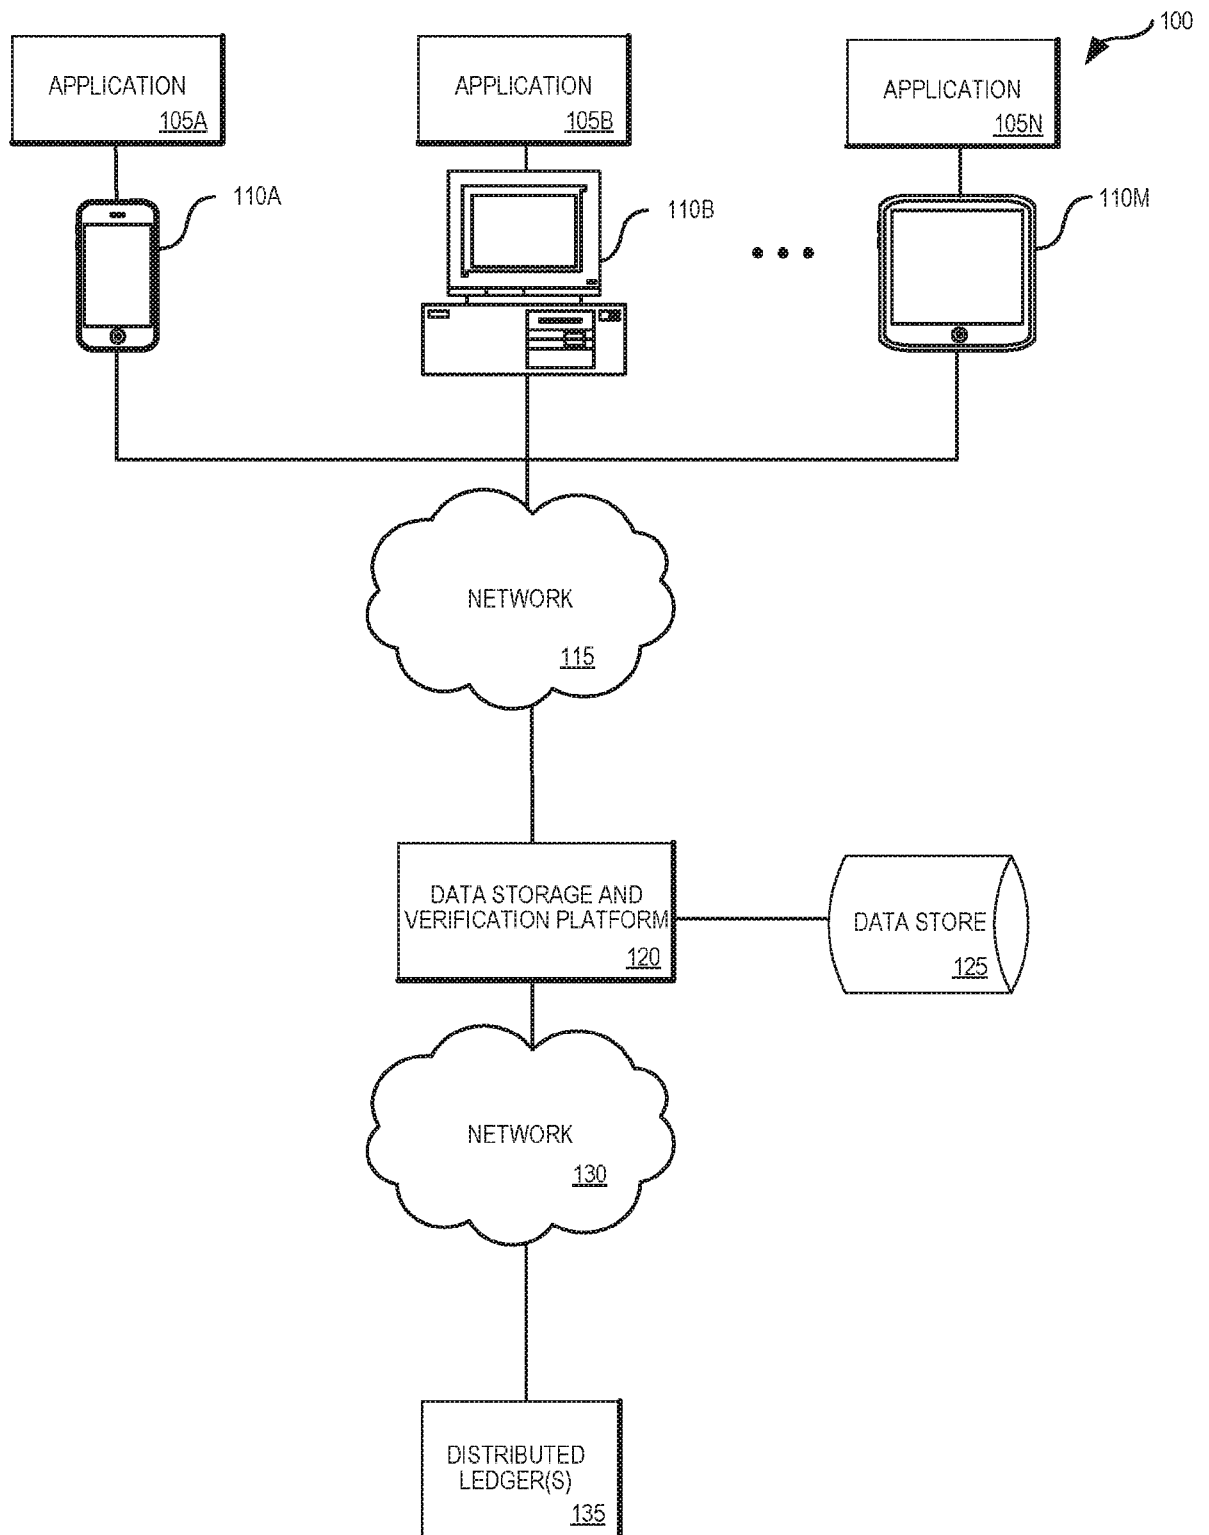 100
APPLICATION
105A
APPLICATION
105B
APPLICATION
105N
110A
110B
110M
NETWORK
115
DATA STORAGE AND
VERIFICATION PLATFORM
120
DATA STORE
125
NETWORK
130
DISTRIBUTED
LEDGER(S)
135